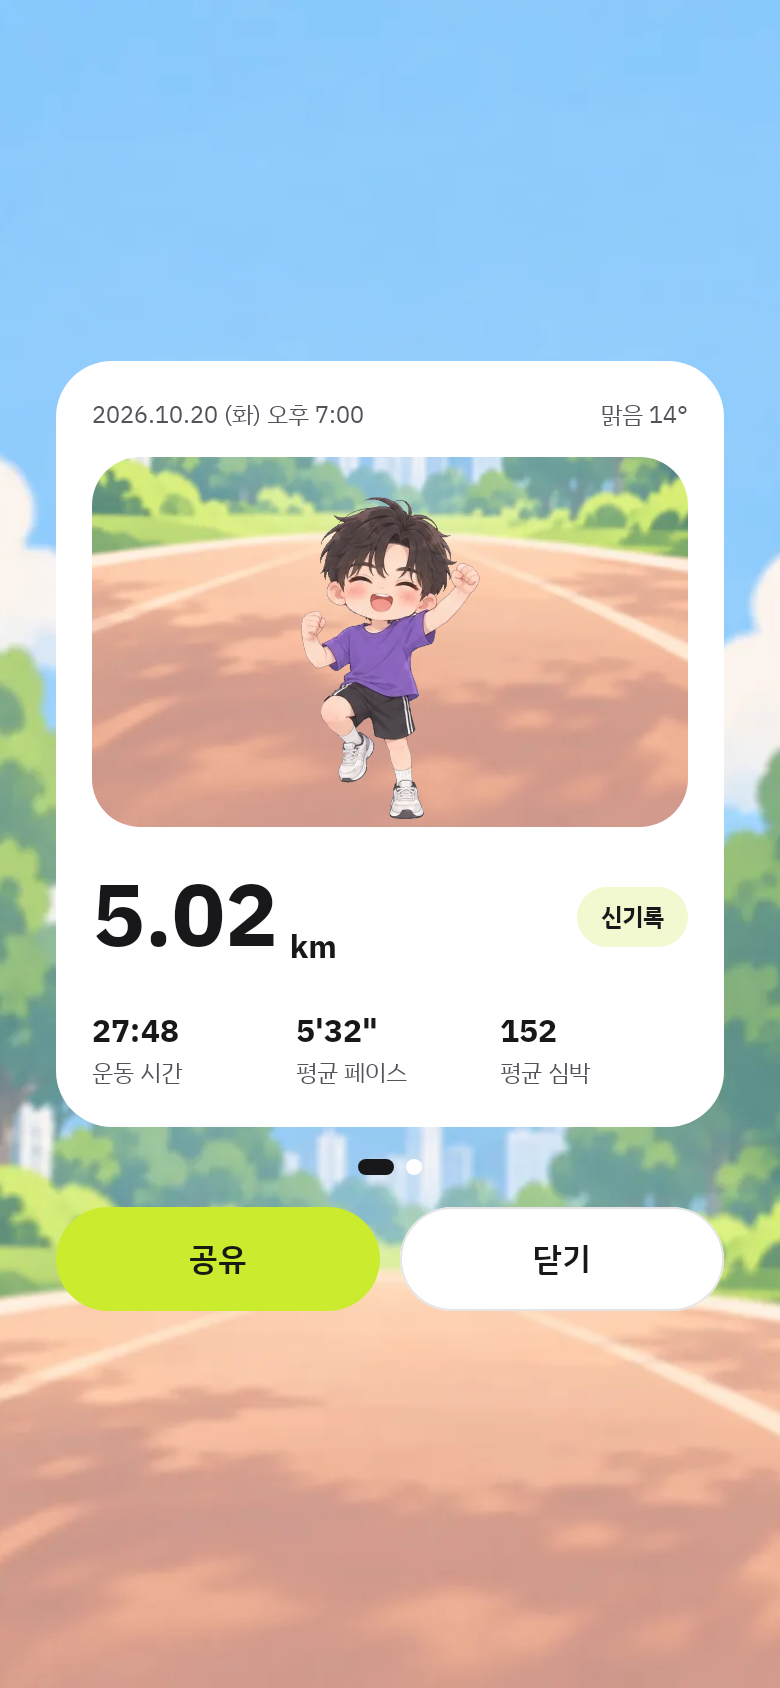 2026.10.20 (화) 오후 7:00 맑음 14°
5.02 km 신기록
27:48 5'32" 152
운동 시간 평균 페이스 평균 심박
공유 닫기